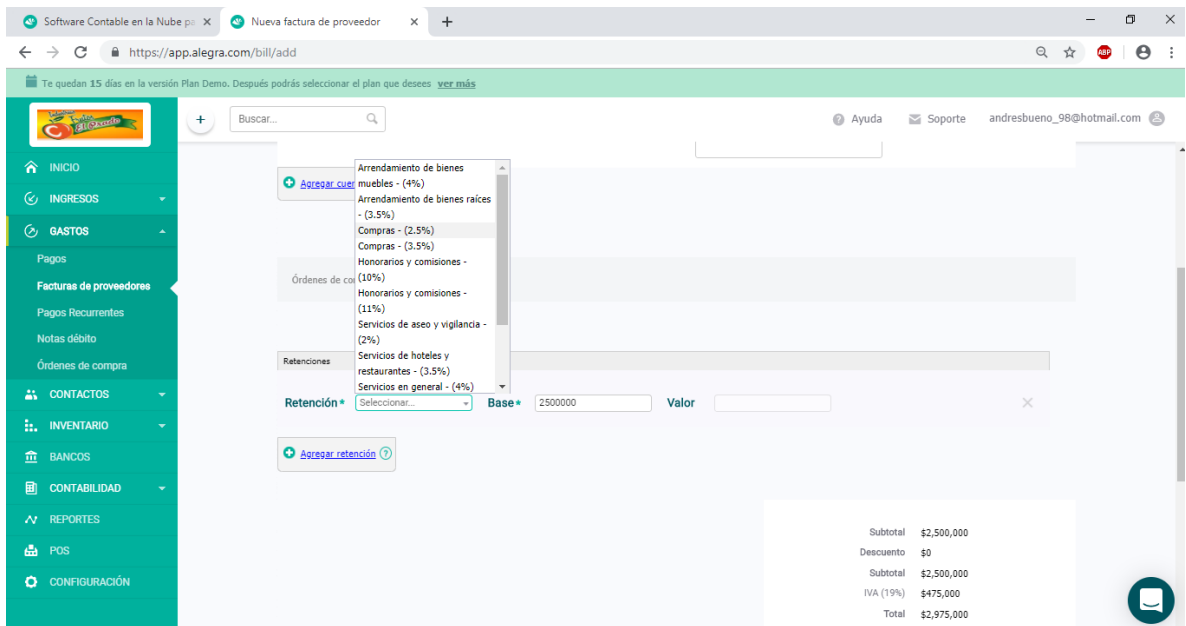 Software Contable en la Nube pa
Nueva factura de proveedor
https://app.alegra.com/bill/add
ABP
Te quedan 15 días en la versión Plan Demo. Después podrás seleccionar el plan que desees ver más
Buscar...
Ayuda
Soporte
andresbueno_98@hotmail.com
INICIO
INGRESOS
GASTOS
Pagos
Facturas de proveedores
Pagos Recurrentes
Notas débito
Órdenes de compra
CONTACTOS
INVENTARIO
BANCOS
CONTABILIDAD
REPORTES
POS
CONFIGURACIÓN
Agregar cuen
Arrendamiento de bienes
muebles - (4%)
Arrendamiento de bienes raíces
- (3.5%)
Compras - (2.5%)
Compras - (3.5%)
Honorarios y comisiones -
(10%)
Honorarios y comisiones -
(11%)
Servicios de aseo y vigilancia -
(2%)
Servicios de hoteles y
restaurantes - (3.5%)
Servicios en general - (4%)
Órdenes de co
Retenciones
Retención* Seleccionar... Base* 2500000 Valor
Agregar retención ?
Subtotal $2,500,000
Descuento $0
Subtotal $2,500,000
IVA (19%) $475,000
Total $2,975,000